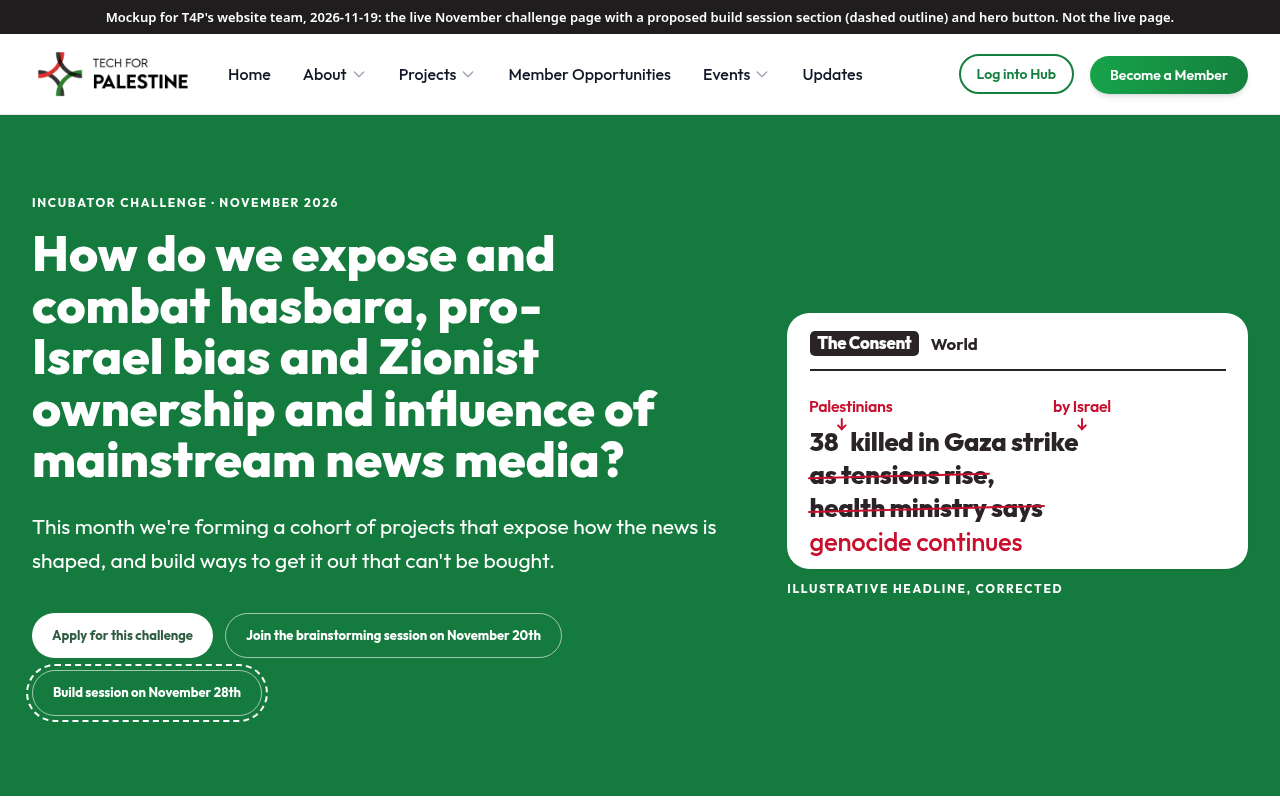 Mockup for T4P's website team, 2026-11-19: the live November challenge page with a proposed build session section (dashed outline) and hero button. Not the live page.
TECH FOR
PALESTINE
Home
About
Projects
Member Opportunities
Events
Updates
Log into Hub
Become a Member
INCUBATOR CHALLENGE · NOVEMBER 2026
How do we expose and
combat hasbara, pro-
Israel bias and Zionist
ownership and influence of
mainstream news media?
This month we're forming a cohort of projects that expose how the news is
shaped, and build ways to get it out that can't be bought.
Apply for this challenge
Join the brainstorming session on November 20th
Build session on November 28th
The Consent World
Palestinians by Israel
38 killed in Gaza strike
as tensions rise,
health ministry says
genocide continues
ILLUSTRATIVE HEADLINE, CORRECTED